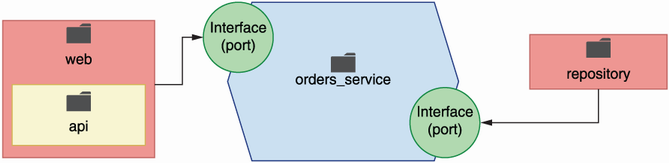 web
api
Interface
(port)
orders_service
Interface
(port)
repository